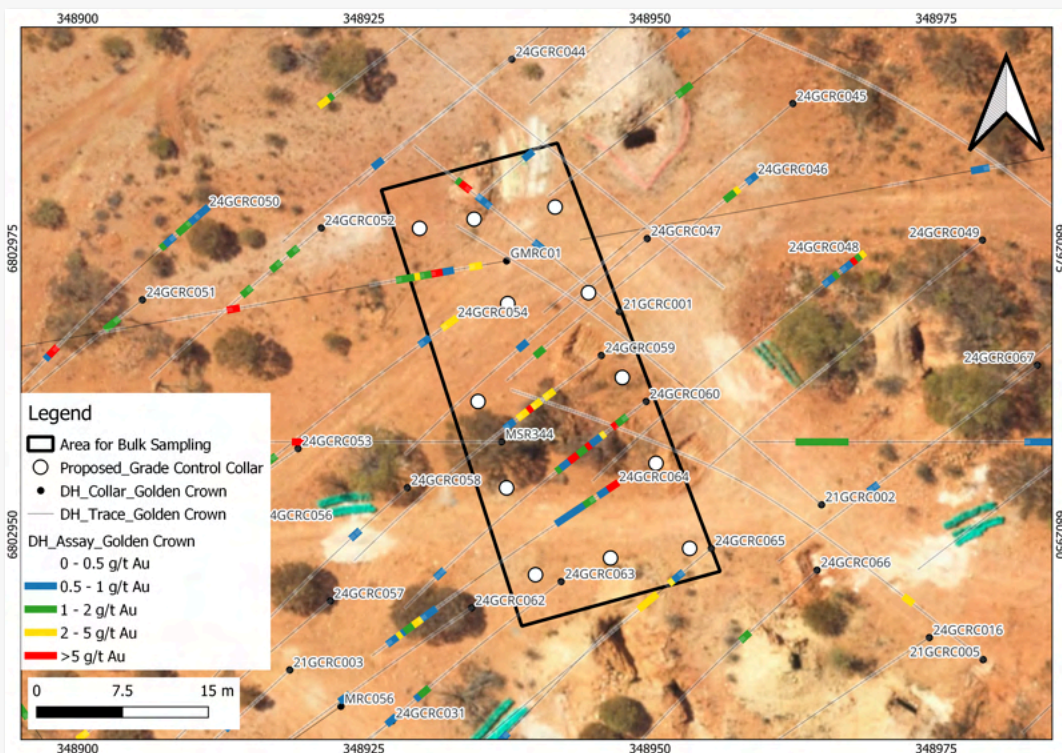 348900 348925 348950 348975
24GCRC044
24GCRC045
24GCRC046
24GCRC050
24GCRC052
24GCRC047
24GCRC049
24GCRC048
6802975
6802975
GMRC01
24GCRC051
24GCRC054
21GCRC001
24GCRC059
24GCRC067
24GCRC060
Legend
Area for Bulk Sampling
Proposed_Grade Control Collar
DH_Collar_Golden Crown
DH_Trace_Golden Crown
DH_Assay_Golden Crown
0 - 0.5 g/t Au
0.5 - 1 g/t Au
1 - 2 g/t Au
2 - 5 g/t Au
>5 g/t Au
0 7.5 15 m
24GCRC053
MSR344
24GCRC058
24GCRC064
21GCRC002
24GCRC056
6802950
6802950
24GCRC065
24GCRC066
24GCRC063
24GCRC057
24GCRC062
24GCRC016
21GCRC005
21GCRC003
MRC056
24GCRC031
348900 348925 348950 348975